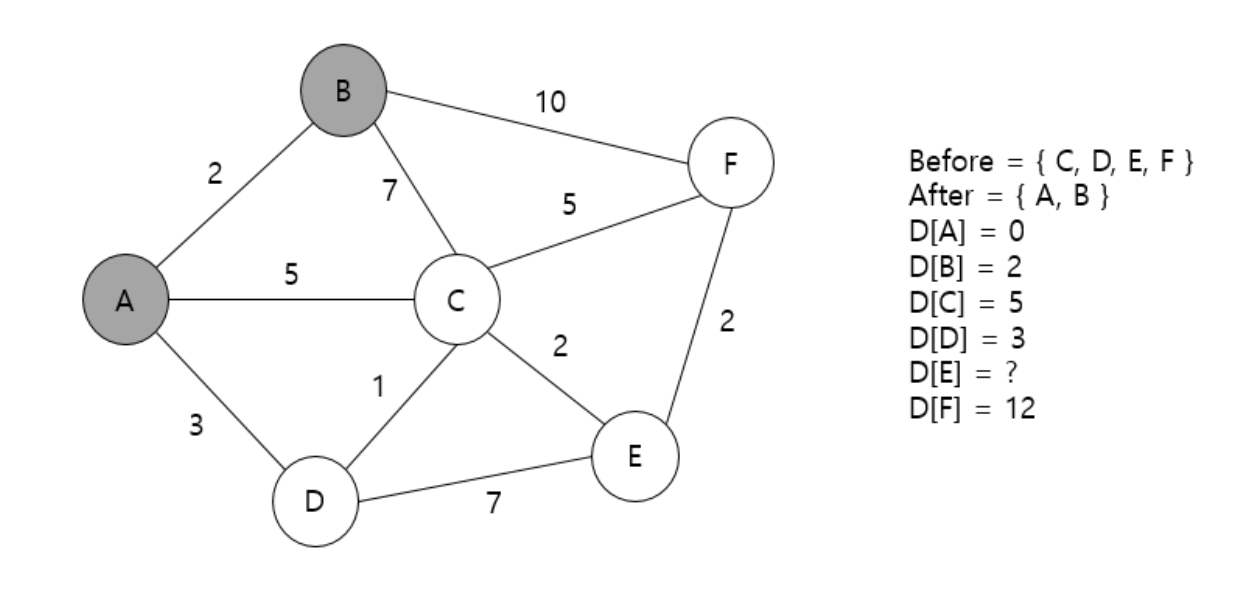 B
10
F
2
7
5
Before = { C, D, E, F }
After = { A, B }
D[A] = 0
D[B] = 2
D[C] = 5
D[D] = 3
D[E] = ?
D[F] = 12
5
A
C
2
2
1
3
E
D
7